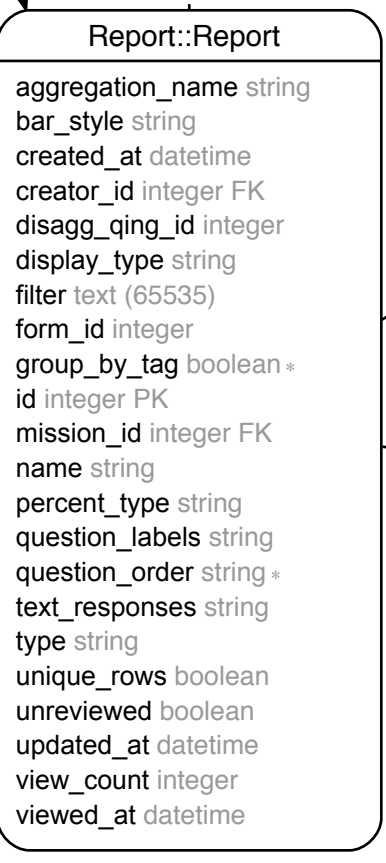 Report::Report
aggregation_name string
bar_style string
created_at datetime
creator_id integer FK
disagg_qing_id integer
display_type string
filter text (65535)
form_id integer
group_by_tag boolean *
id integer PK
mission_id integer FK
name string
percent_type string
question_labels string
question_order string *
text_responses string
type string
unique_rows boolean
unreviewed boolean
updated_at datetime
view_count integer
viewed_at datetime